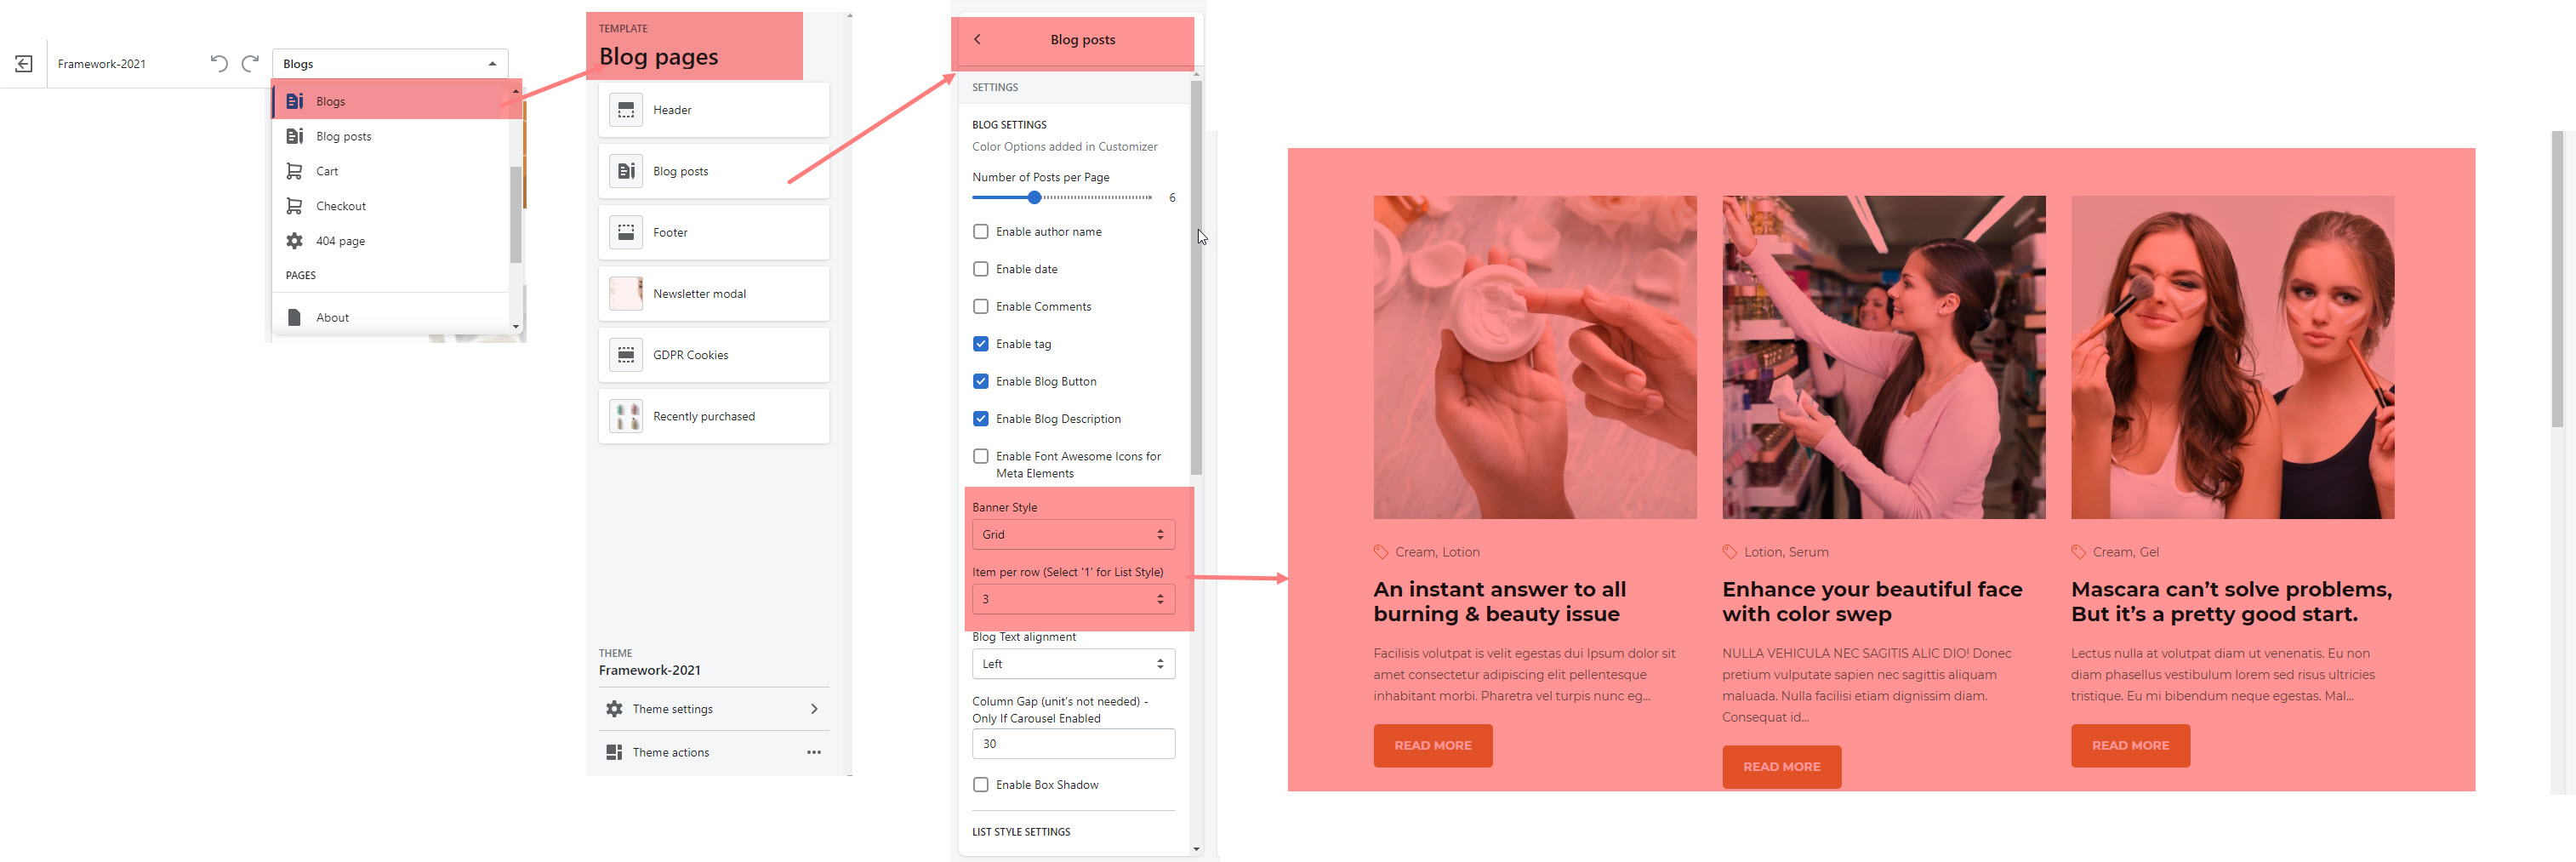 Framework-2021
Blogs
Blogs
Blog posts
Cart
Checkout
404 page
PAGES
About
TEMPLATE
Blog pages
Header
Blog posts
Footer
Newsletter modal
GDPR Cookies
Recently purchased
THEME
Framework-2021
Theme settings
Theme actions
Blog posts
SETTINGS
BLOG SETTINGS
Color Options added in Customizer
Number of Posts per Page
6
Enable author name
Enable date
Enable Comments
Enable tag
Enable Blog Button
Enable Blog Description
Enable Font Awesome Icons for
Meta Elements
Banner Style
Grid
Item per row (Select '1' for List Style)
3
Blog Text alignment
Left
Column Gap (unit's not needed) -
Only If Carousel Enabled
30
Enable Box Shadow
LIST STYLE SETTINGS
Cream, Lotion
An instant answer to all
burning & beauty issue
Facilisis volutpat is velit egestas dui Ipsum dolor sit
amet consectetur adipiscing elit pellentesque
inhabitant morbi. Pharetra vel turpis nunc eg...
READ MORE
Lotion, Serum
Enhance your beautiful face
with color swep
NULLA VEHICULA NEC SAGITIS ALIC DIO! Donec
pretium vulputate sapien nec sagittis aliquam
maluada. Nulla facilisi etiam dignissim diam.
Consequat id...
READ MORE
Cream, Gel
Mascara can’t solve problems,
But it’s a pretty good start.
Lectus nulla at volutpat diam ut venenatis. Eu non
diam phasellus vestibulum lorem sed risus ultricies
tristique. Eu mi bibendum neque egestas. Mal...
READ MORE